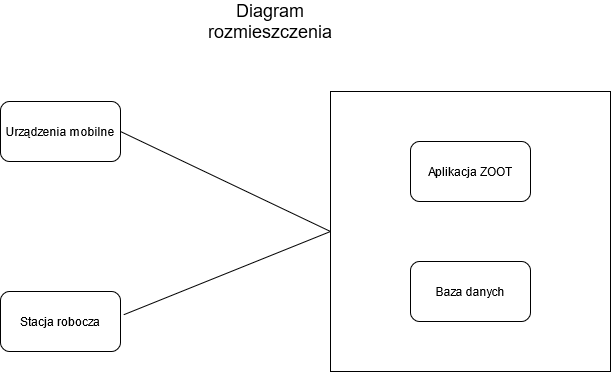 Diagram
rozmieszczenia
Urządzenia mobilne
Aplikacja ZOOT
Baza danych
Stacja robocza